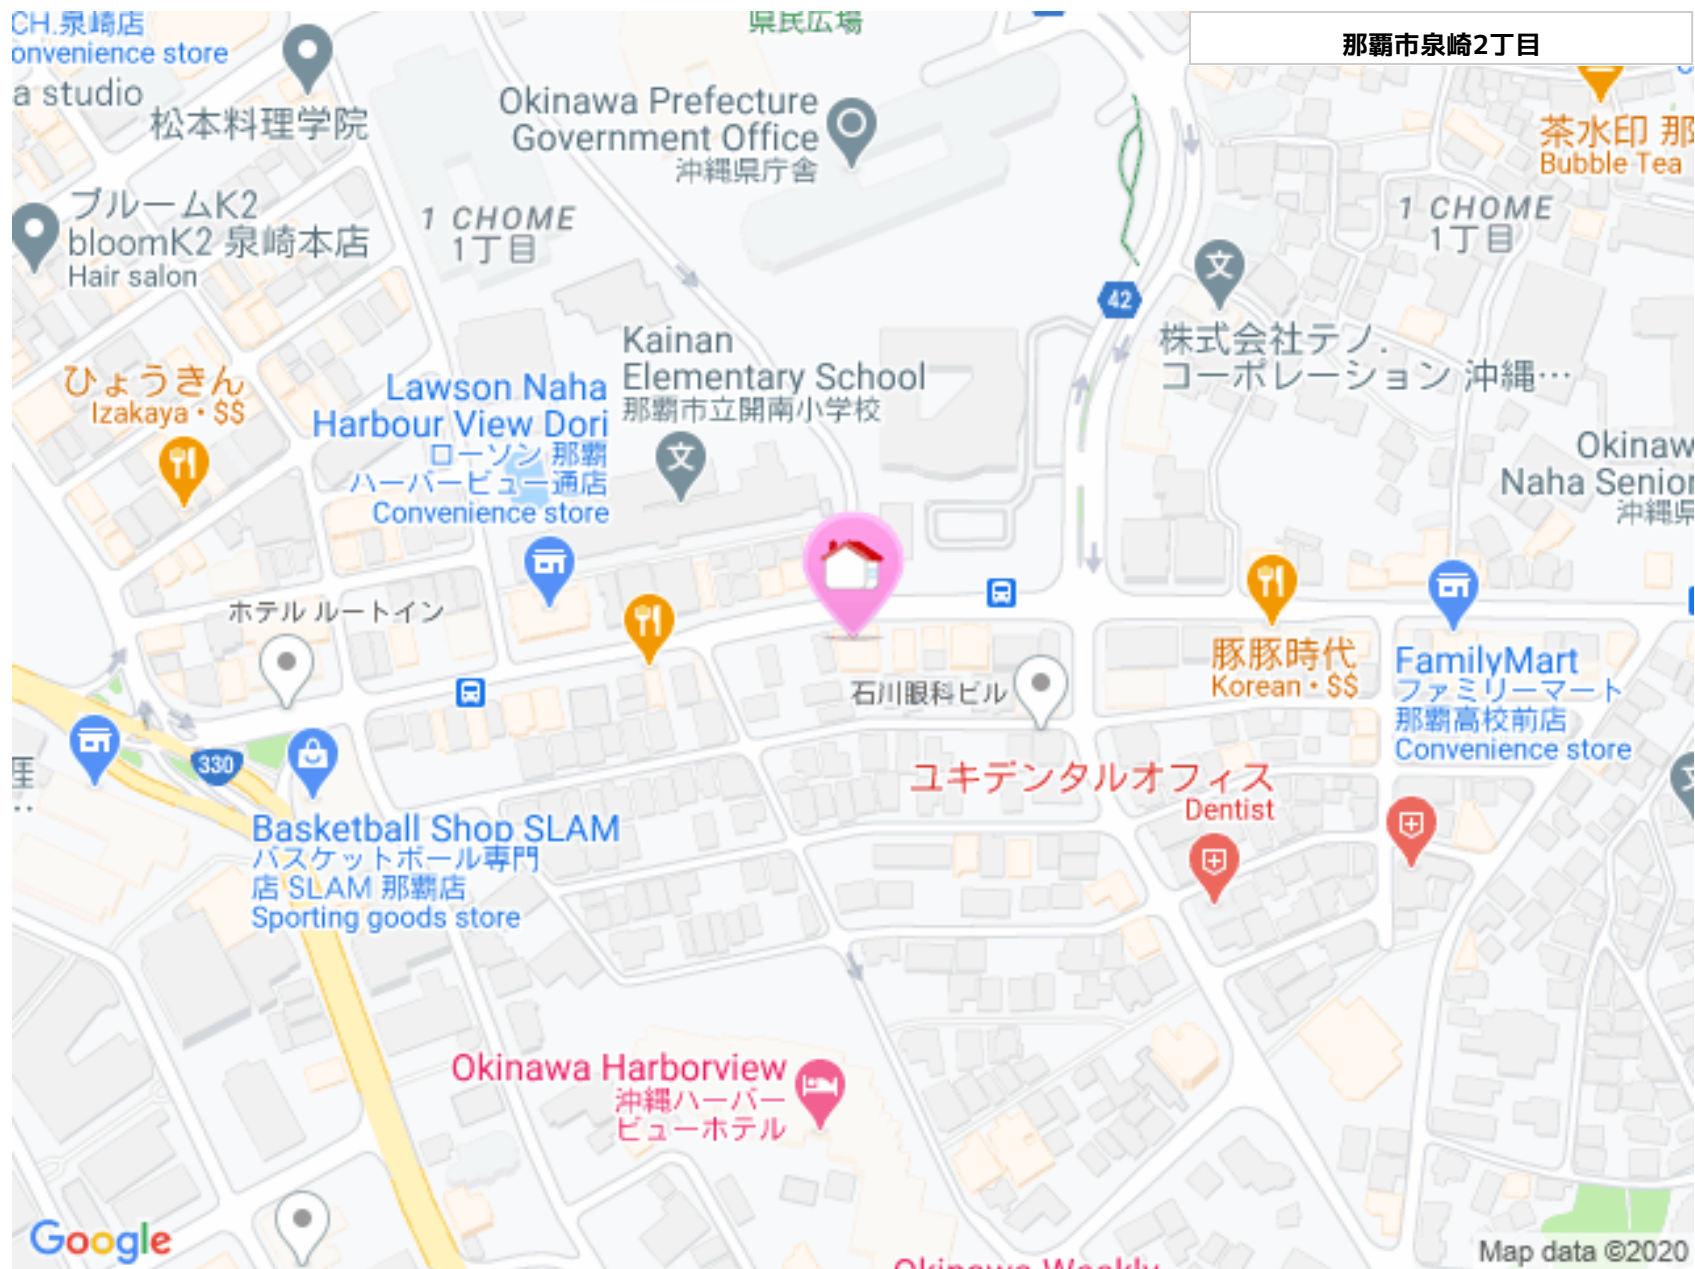 CH.泉崎店
onvenience store
a studio
松本料理学院
ブルームK2
bloomK2 泉崎本店
Hair salon
県民広場
Okinawa Prefecture
Government Office
沖縄県庁舎
1 CHOME
1丁目
那覇市泉崎2丁目
茶水印 那
Bubble Tea
1 CHOME
1丁目
42
株式会社テノ.
コーポレーション 沖縄…
Kainan
Elementary School
那覇市立開南小学校
文
文
ひょうきん
Izakaya • $$
Lawson Naha
Harbour View Dori
ローソン 那覇
ハーバービュー通店
Convenience store
Okinaw
Naha Senior
沖縄県
ホテル ルートイン
石川眼科ビル
豚豚時代
Korean • $$
FamilyMart
ファミリーマート
那覇高校前店
Convenience store
330
ユキデンタルオフィス
Dentist
Basketball Shop SLAM
バスケットボール専門
店 SLAM 那覇店
Sporting goods store
Okinawa Harborview
沖縄ハーバー
ビューホテル
Okinawa Weekly
Google
Map data ©2020